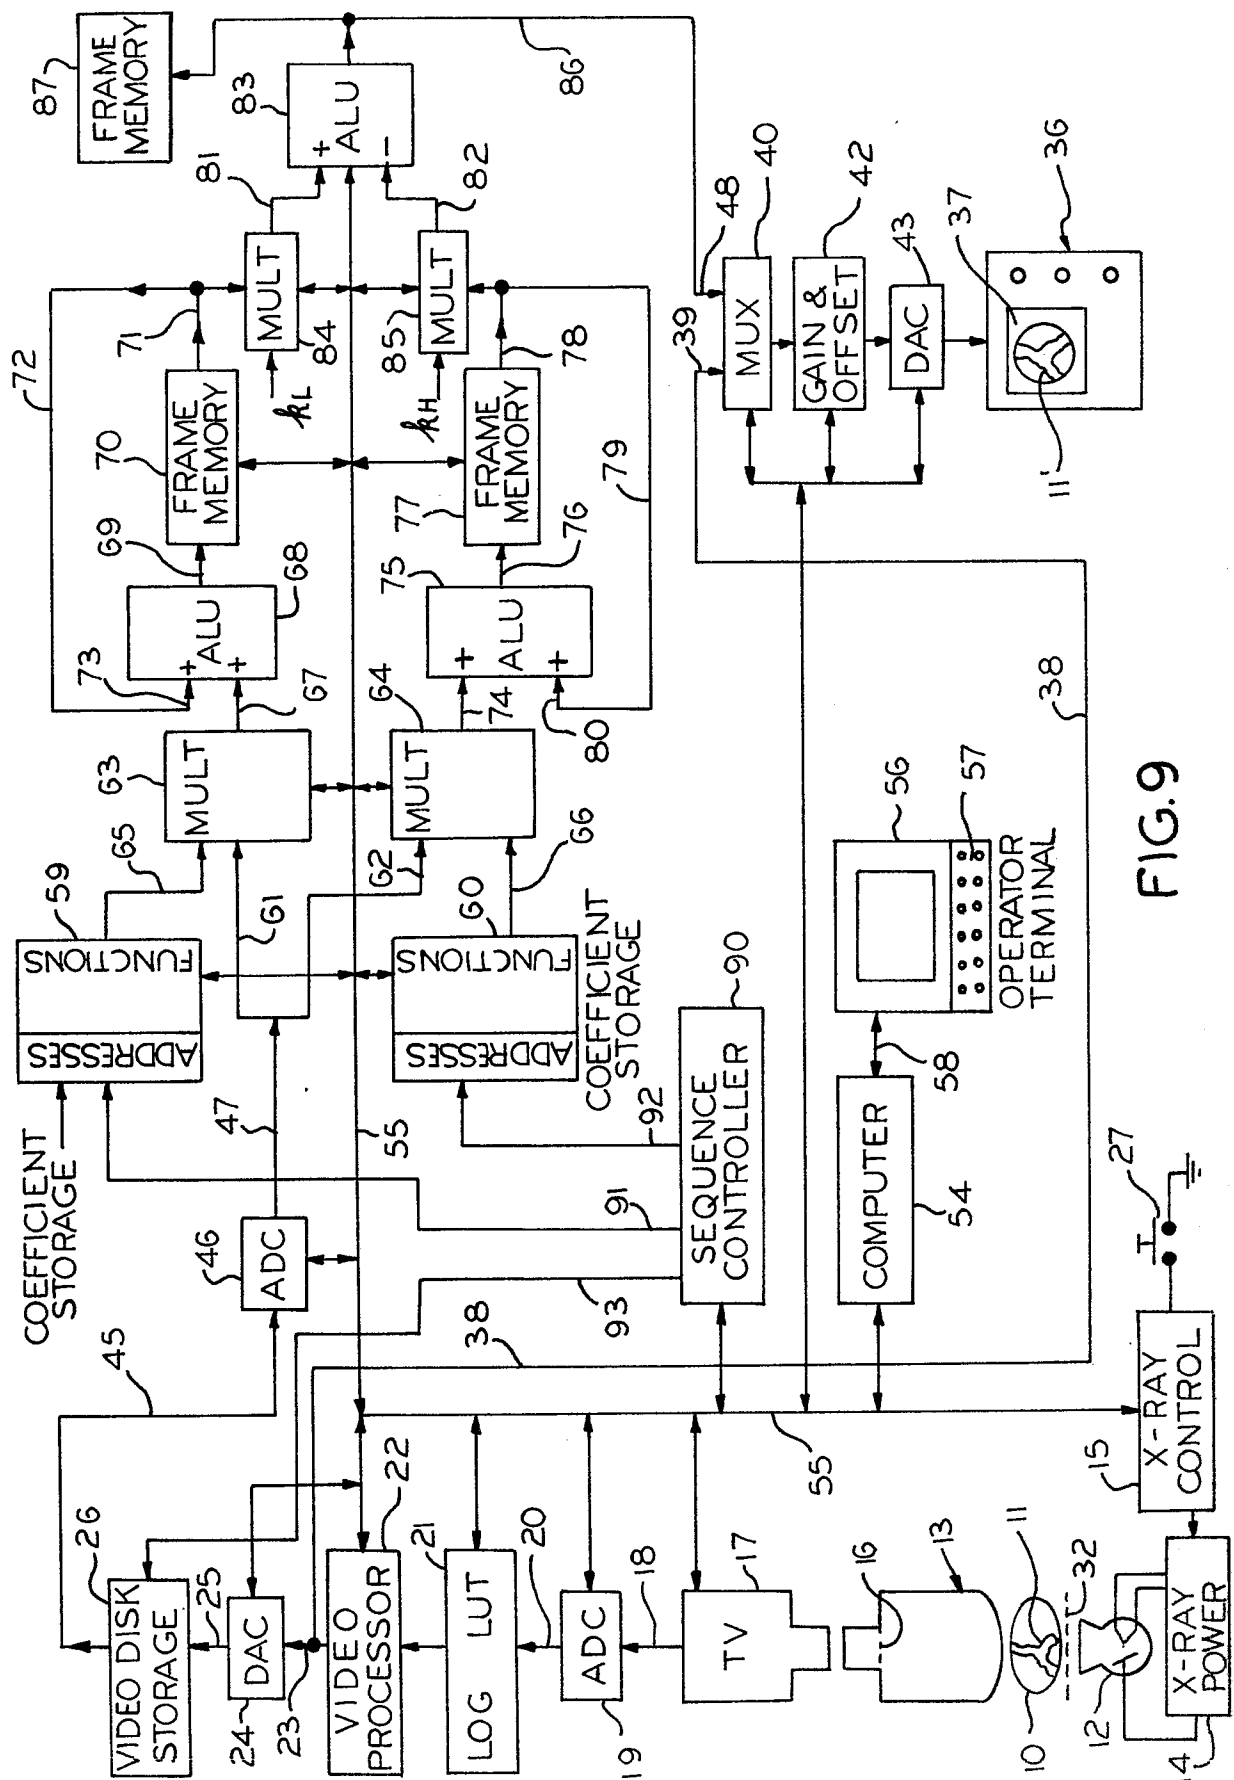 87
FRAME
MEMORY
83
ALU
+
−
86
81
82
72
71
MULT
84
kL
85
MULT
kH
78
70
FRAME
MEMORY
69
77
FRAME
MEMORY
76
79
68
ALU
+
+
73
67
75
ALU
+
+
74
80
63
MULT
65
64
MULT
62
66
59
FUNCTIONS
ADDRESSES
61
60
FUNCTIONS
ADDRESSES
COEFFICIENT
STORAGE
COEFFICIENT
STORAGE
47
55
92
91
93
46
ADC
45
38
48
39
40
MUX
42
GAIN &
OFFSET
43
DAC
37
36
11'
38
90
SEQUENCE
CONTROLLER
56
57
OPERATOR
TERMINAL
58
COMPUTER
54
27
15
X-RAY
CONTROL
55
26
VIDEO DISK
STORAGE
25
24
DAC
23
22
VIDEO
PROCESSOR
21
LOG LUT
20
ADC
19
18
17
TV
16
13
11
10
32
12
X-RAY
POWER
FIG.9